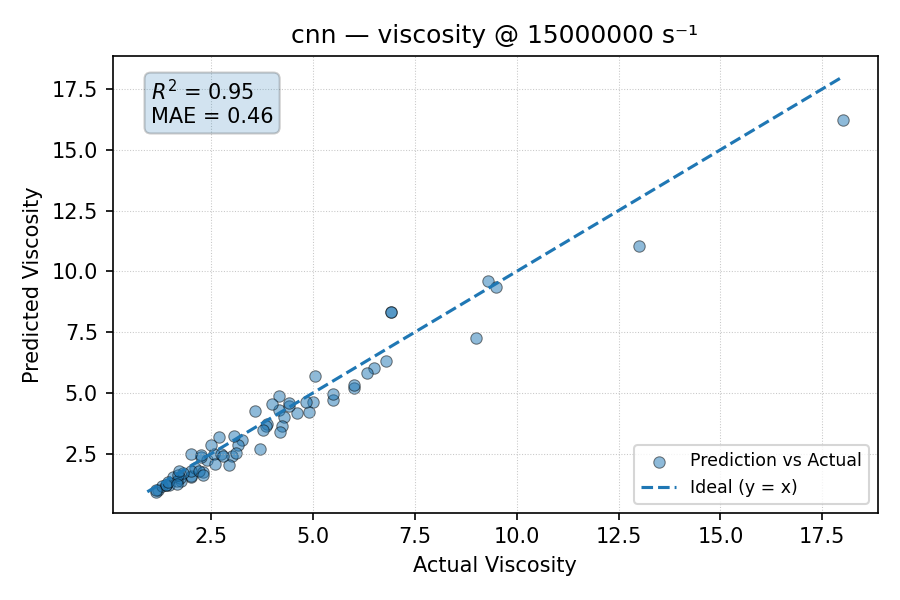 cnn — viscosity @ 15000000 s⁻¹
R² = 0.95
MAE = 0.46
17.5
15.0
12.5
10.0
7.5
5.0
2.5
Predicted Viscosity
Prediction vs Actual
Ideal (y = x)
2.5 5.0 7.5 10.0 12.5 15.0 17.5
Actual Viscosity